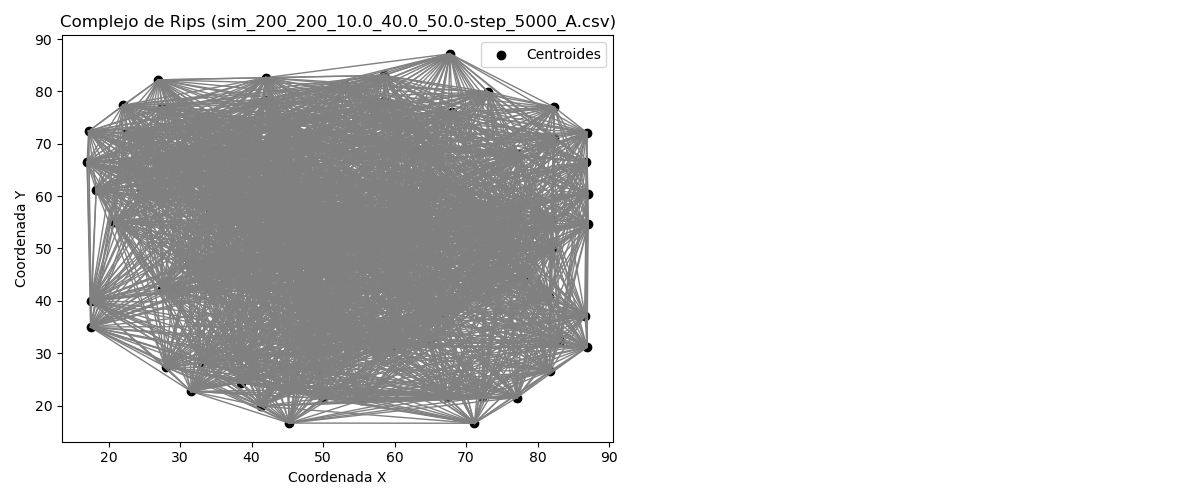 Complejo de Rips (sim_200_200_10.0_40.0_50.0-step_5000_A.csv)
Centroides
90
80
70
60
50
40
30
20
Coordenada Y
20 30 40 50 60 70 80 90
Coordenada X